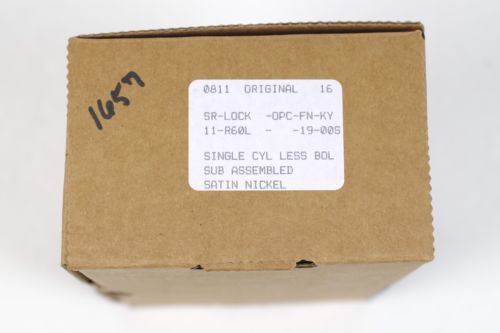 1657
0811 ORIGINAL 16
SR-LOCK -OPC-FN-KY
11-R60L - -19-00S
SINGLE CYL LESS BOL
SUB ASSEMBLED
SATIN NICKEL